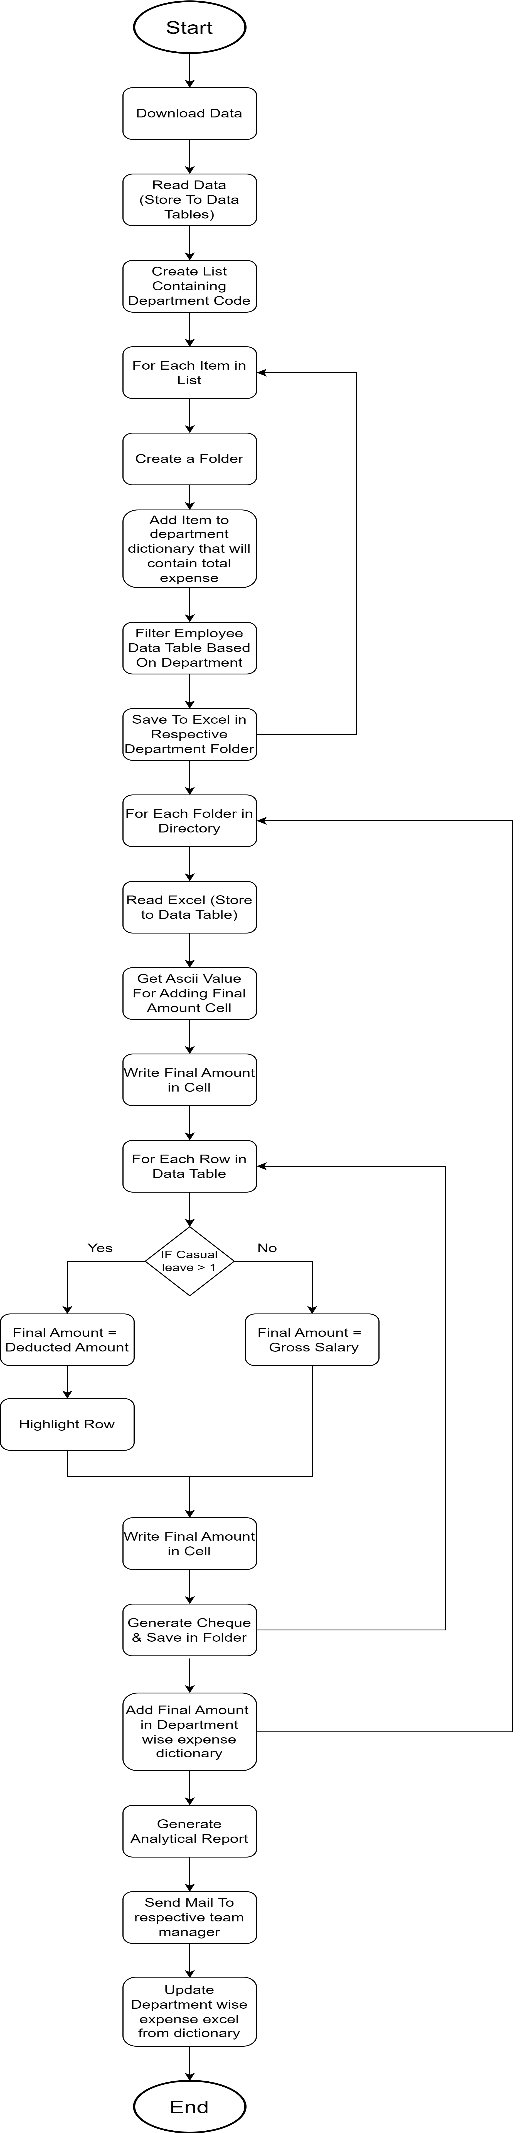 Start
Download Data
Read Data
(Store To Data
Tables)
Create List
Containing
Department Code
For Each Item in
List
Create a Folder
Add Item to
department
dictionary that will
contain total
expense
Filter Employee
Data Table Based
On Department
Save To Excel in
Respective
Department Folder
For Each Folder in
Directory
Read Excel (Store
to Data Table)
Get Ascii Value
For Adding Final
Amount Cell
Write Final Amount
in Cell
For Each Row in
Data Table
IF Casual
leave > 1
Yes
No
Final Amount =
Deducted Amount
Final Amount =
Gross Salary
Highlight Row
Write Final Amount
in Cell
Generate Cheque
& Save in Folder
Add Final Amount
in Department
wise expense
dictionary
Generate
Analytical Report
Send Mail To
respective team
manager
Update
Department wise
expense excel
from dictionary
End